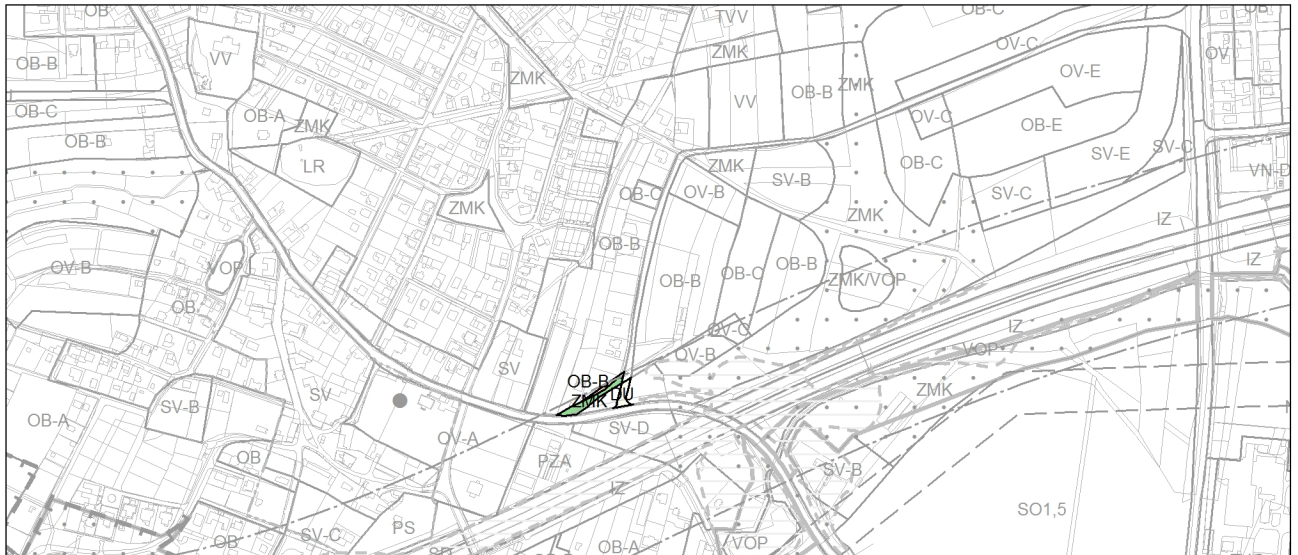 OB
TVV
OB-C
OB
OB-B
VV
ZMK
OV-C
OV
ZMK
OV-E
VV
OB-B
ZMK
OB-C
OB-A
ZMK
OV-C
OB-E
OB-B
LR
ZMK
SV-B
OB-C
SV-E
SV-C
VN-D
OB-C
OV-B
SV-C
ZMK
ZMK
IZ
OB-B
OV-B
VOP
OB-B
OB-C
OB-B
ZMK/VOP
IZ
OB
IZ
OV-C
OV-B
VOP
SV
OB-B
DU
ZMK
ZMK
SV
OB-A
SV-B
OV-A
SV-D
OB
PZA
SV-B
IZ
SO1,5
OB
SV-C
PS
OB-A
VOP